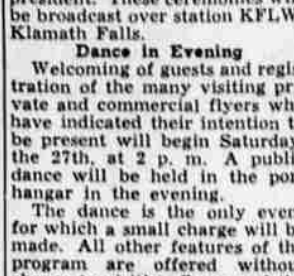 president. These ceremonies
be broadcast over station KFLW
Klamath Falls.
Dance in Evening
Welcoming of guests and regis
tration of the many visiting pri
vate and commercial flyers wh
have indicated their intention t
be present will begin Saturday
the 27th, at 2 p. m. A publi
dance will be held in the por
hangar in the evening.
The dance is the only even
for which a small charge will b
made. All other features of th
program are offered withou